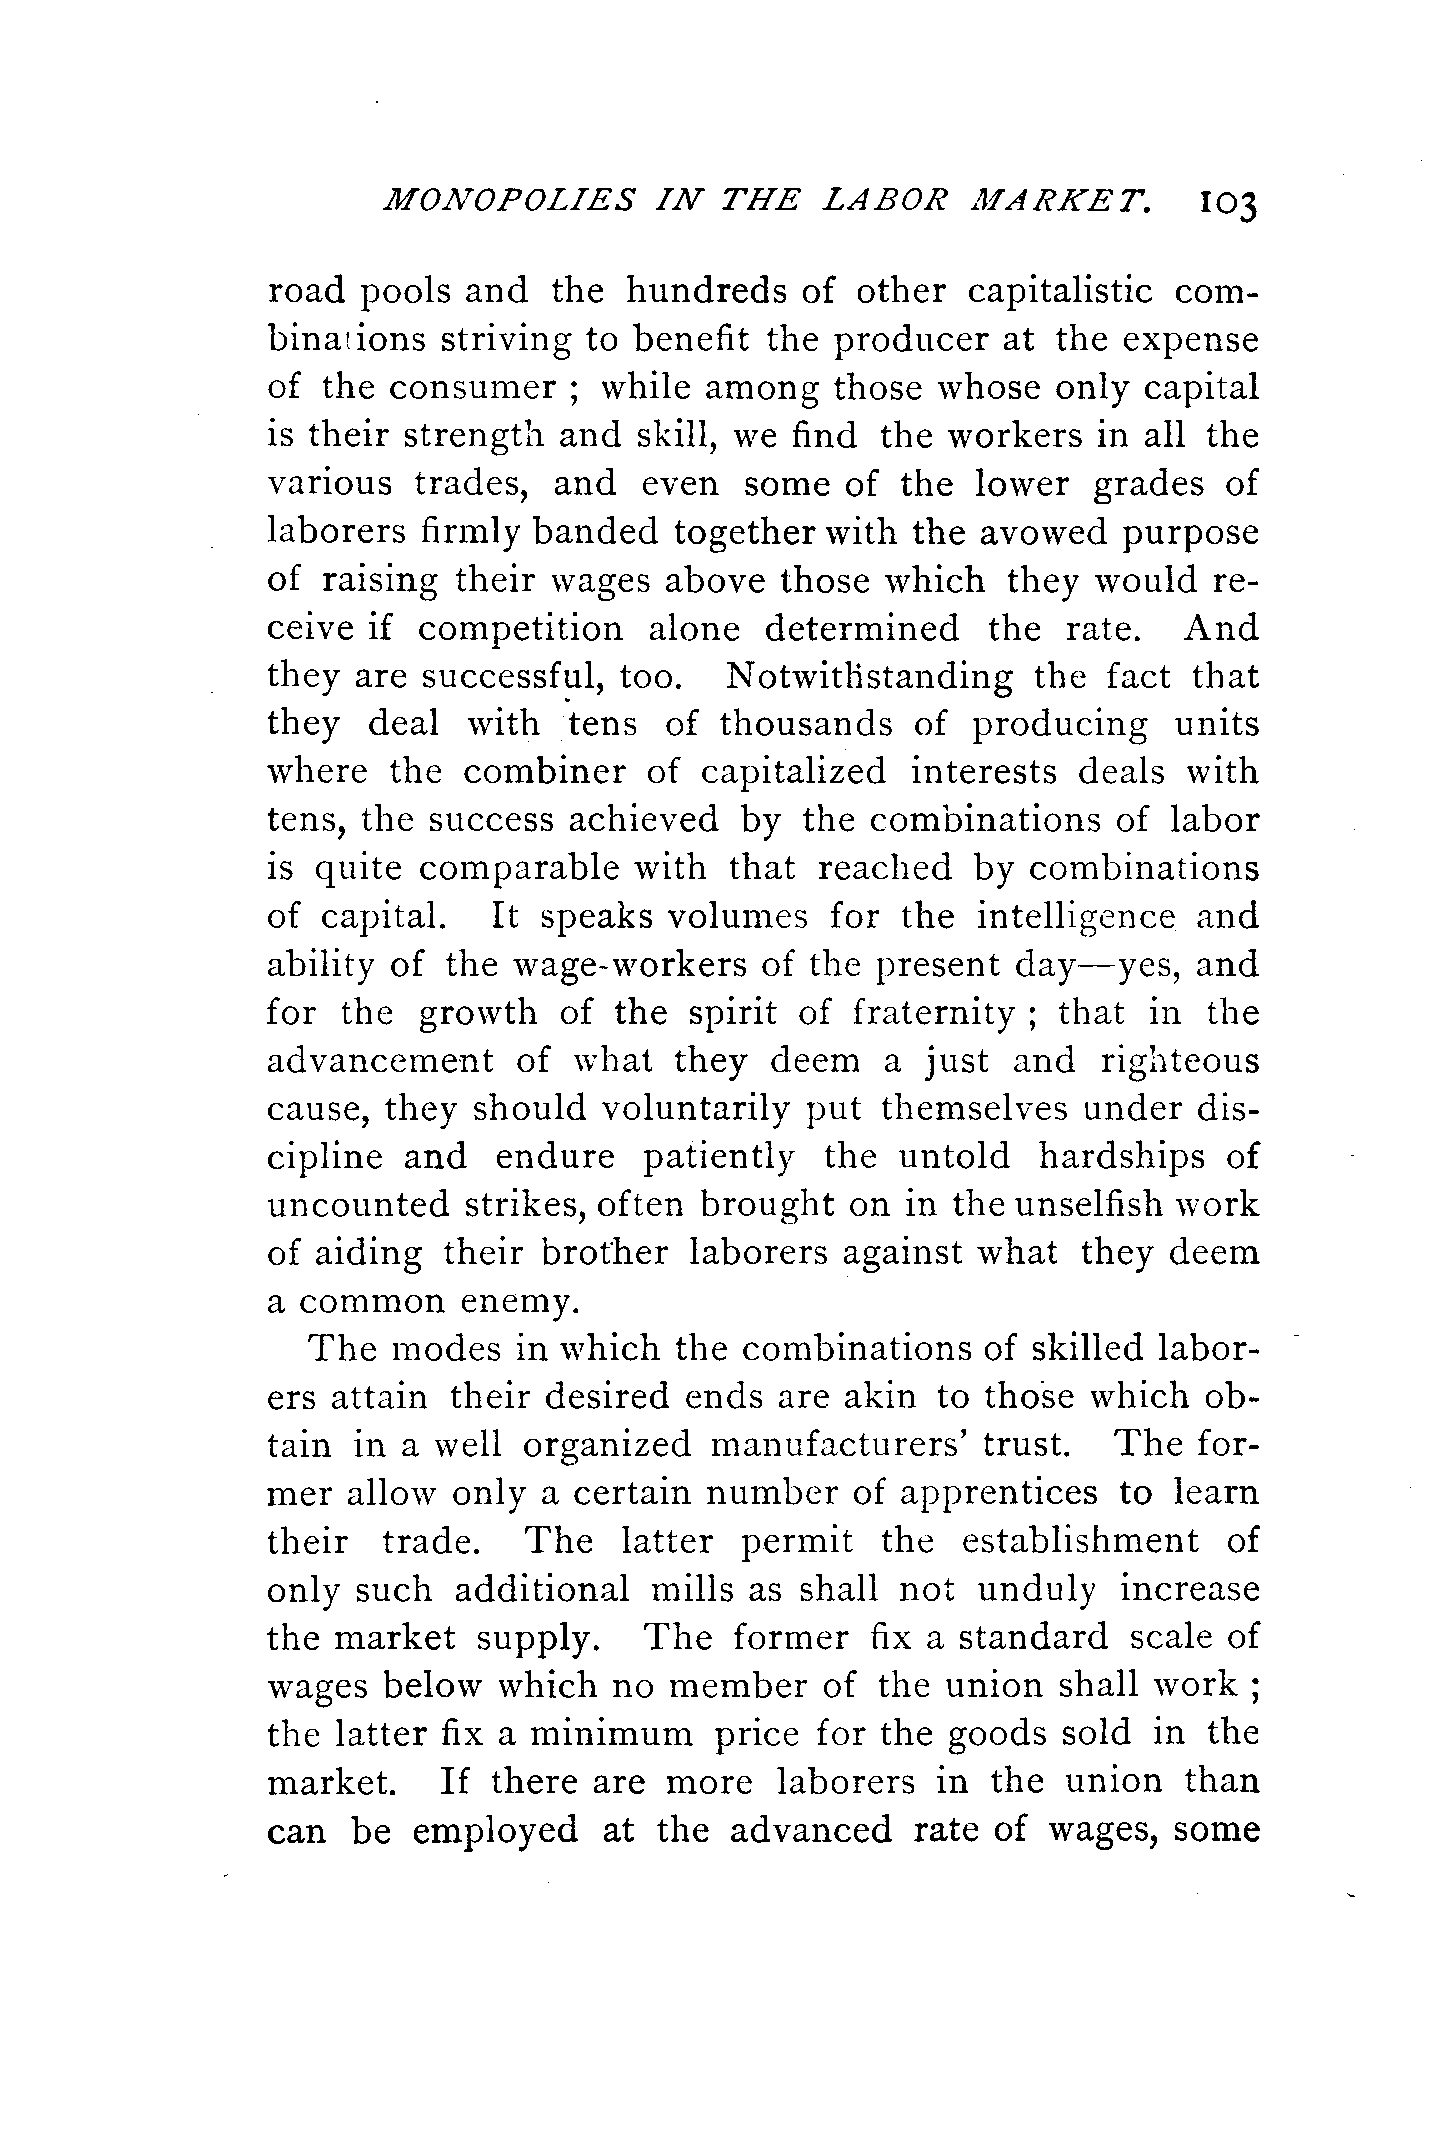 MONOPOLIES IN THE LABOR MARKET. 103
road pools and the hundreds of other capitalistic com-
binations striving to benefit the producer at the expense
of the consumer ; while among those whose only capital
is their strength and skill, we find the workers in all the
various trades, and even some of the lower grades of
laborers firmly banded together with the avowed purpose
of raising their wages above those which they would re-
ceive if competition alone determined the rate. And
they are successful, too. Notwithstanding the fact that
they deal with tens of thousands of producing units
where the combiner of capitalized interests deals with
tens, the success achieved by the combinations of labor
is quite comparable with that reached by combinations
of capital. It speaks volumes for the intelligence and
ability of the wage-workers of the present day—yes, and
for the growth of the spirit of fraternity ; that in the
advancement of what they deem a just and righteous
cause, they should voluntarily put themselves under dis-
cipline and endure patiently the untold hardships of
uncounted strikes, often brought on in the unselfish work
of aiding their brother laborers against what they deem
a common enemy.
The modes in which the combinations of skilled labor-
ers attain their desired ends are akin to those which ob-
tain in a well organized manufacturers' trust. The for-
mer allow only a certain number of apprentices to learn
their trade. The latter permit the establishment of
only such additional mills as shall not unduly increase
the market supply. The former fix a standard scale of
wages below which no member of the union shall work ;
the latter fix a minimum price for the goods sold in the
market. If there are more laborers in the union than
can be employed at the advanced rate of wages, some